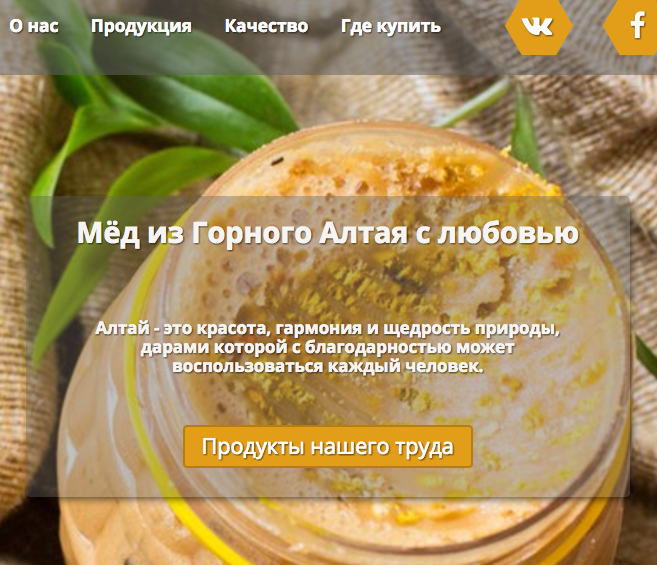 О нас Продукция Качество Где купить
Мёд из Горного Алтая с любовью
Алтай - это красота, гармония и щедрость природы,
дарами которой с благодарностью может
воспользоваться каждый человек.
Продукты нашего труда